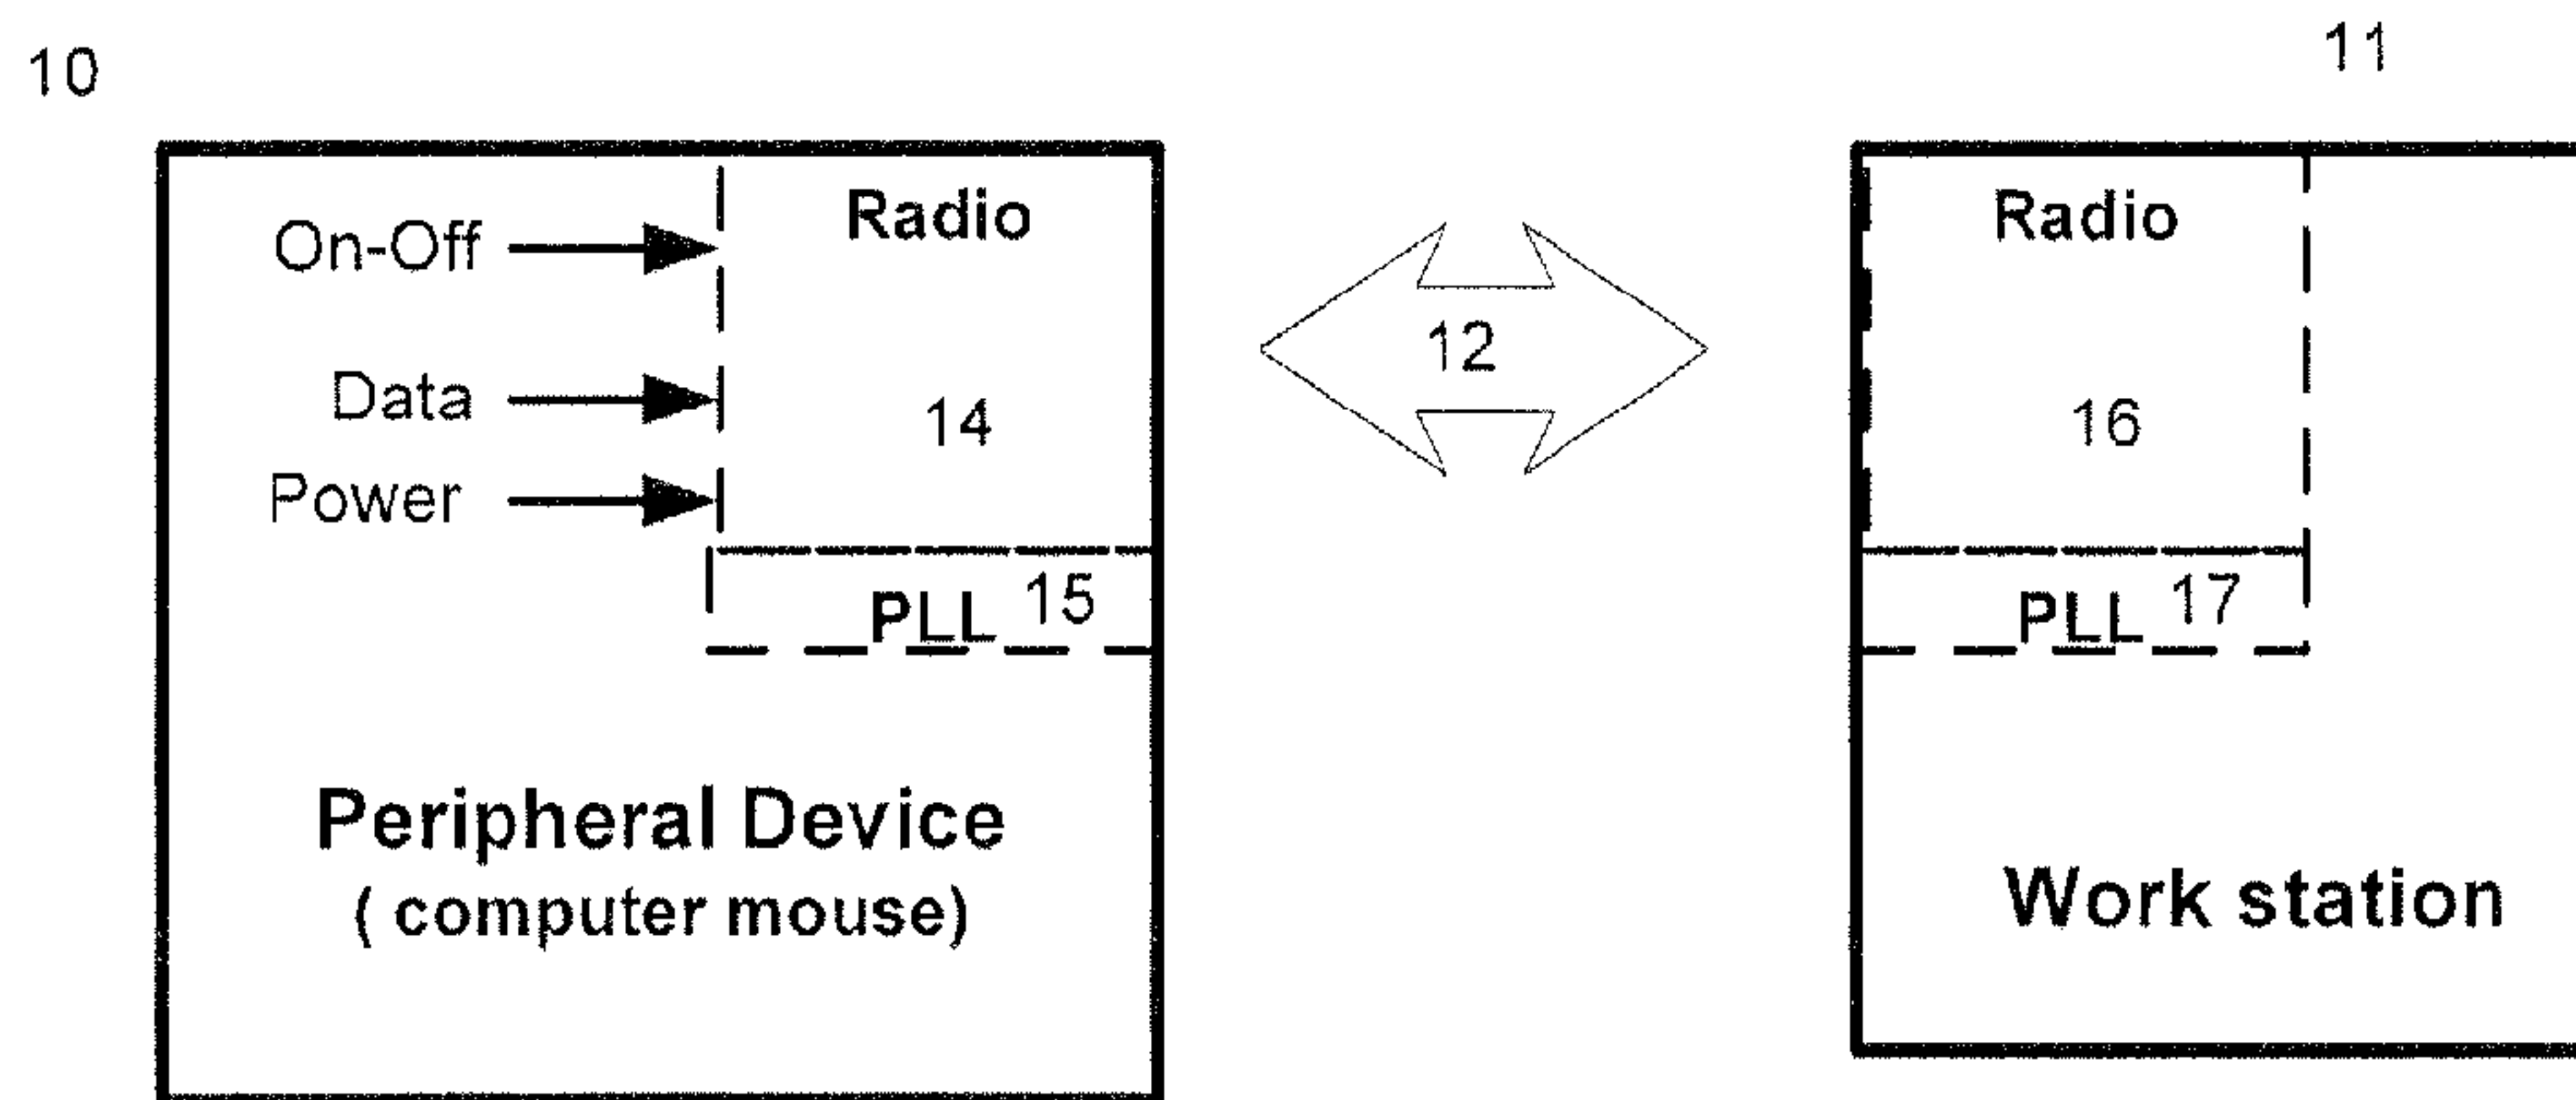 10
11
On-Off
Radio
Data
14
Power
PLL 15
Peripheral Device
( computer mouse)
12
Radio
16
PLL 17
Work station